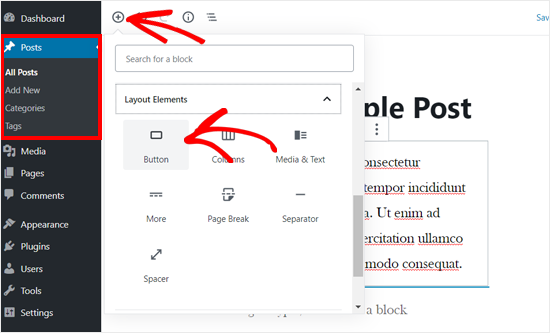 Dashboard
Posts
All Posts
Add New
Categories
Tags
Media
Pages
Comments
Appearance
Plugins
Users
Tools
Settings
Sav
Search for a block
Layout Elements
Button
Columns
Media & Text
More
Page Break
Separator
Spacer
ple Post
onsectetur
tempor incididunt
m. Ut enim ad
ercitation ullamco
modo consequat.
a block